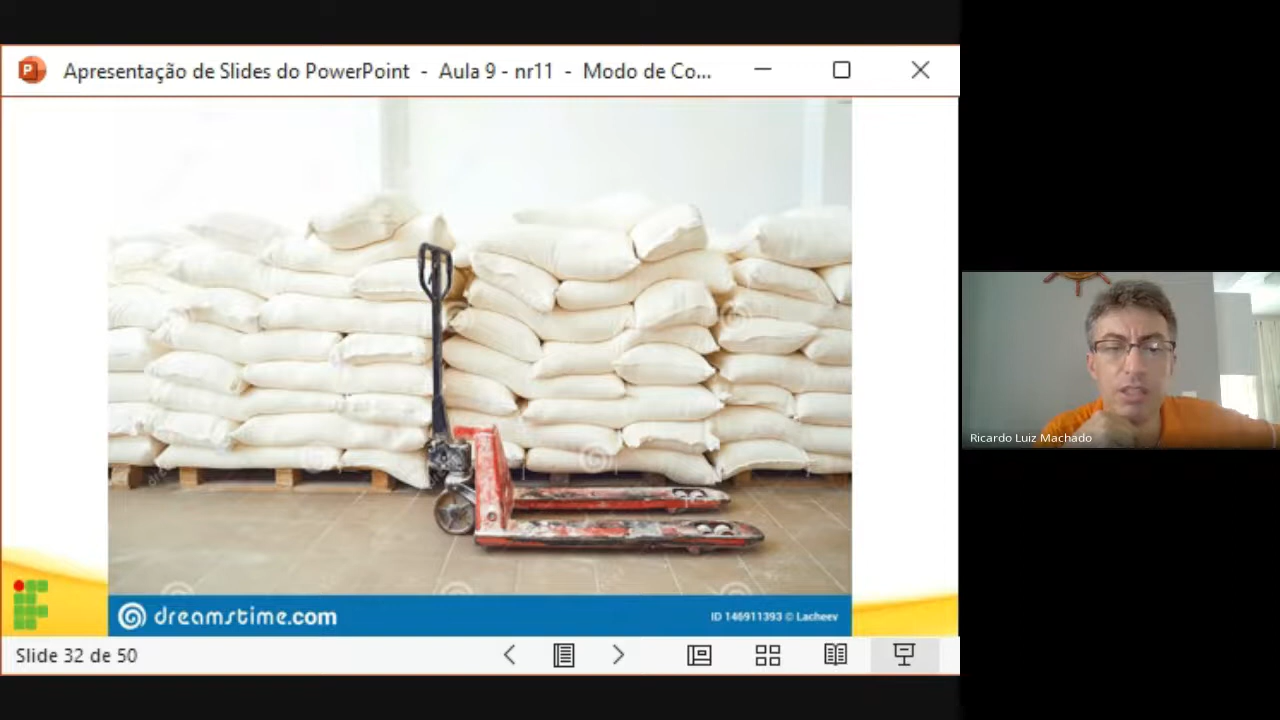 Apresentação de Slides do PowerPoint - Aula 9 - nr11 - Modo de Co...
dreamstime.com
ID 146911393 © Lacheev
Slide 32 de 50
Ricardo Luiz Machado